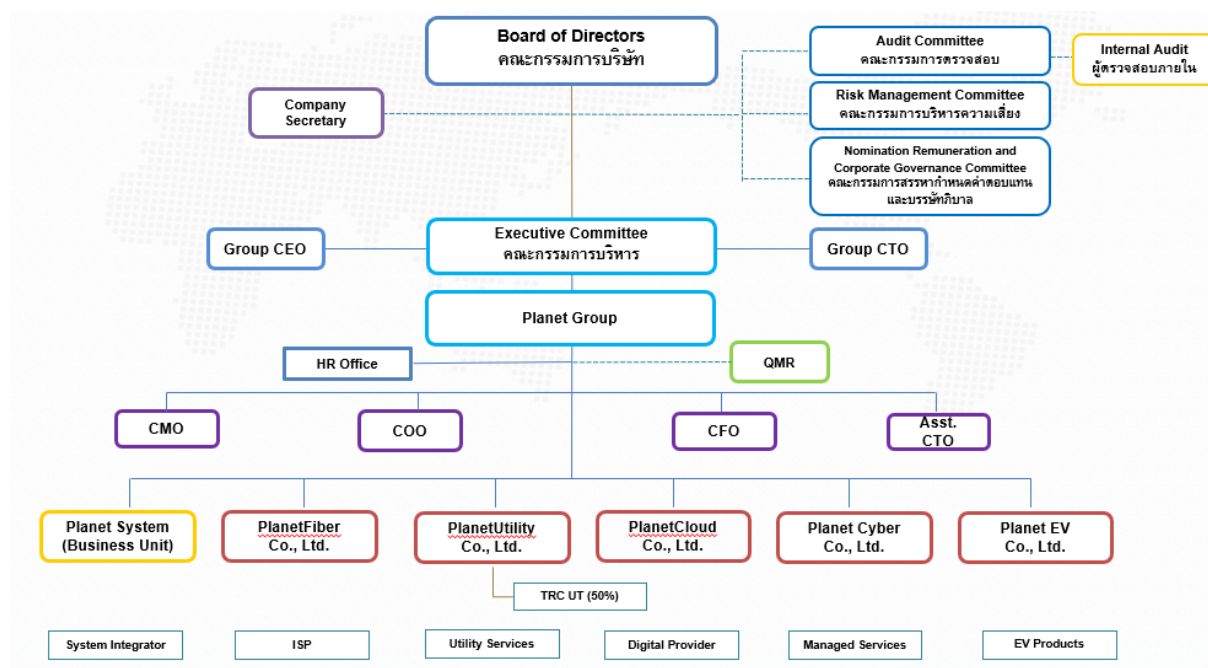 Board of Directors
คณะกรรมการบริษัท
Audit Committee
คณะกรรมการตรวจสอบ
Internal Audit
ผู้ตรวจสอบภายใน
Company
Secretary
Risk Management Committee
คณะกรรมการบริหารความเสี่ยง
Nomination Remuneration and
Corporate Governance Committee
คณะกรรมการสรรหากำหนดค่าตอบแทน
และบรรษัทภิบาล
Group CEO
Executive Committee
คณะกรรมการบริหาร
Group CTO
Planet Group
HR Office
QMR
CMO
COO
CFO
Asst.
CTO
Planet System
(Business Unit)
PlanetFiber
Co., Ltd.
PlanetUtility
Co., Ltd.
PlanetCloud
Co., Ltd.
Planet Cyber
Co., Ltd.
Planet EV
Co., Ltd.
TRC UT (50%)
System Integrator
ISP
Utility Services
Digital Provider
Managed Services
EV Products